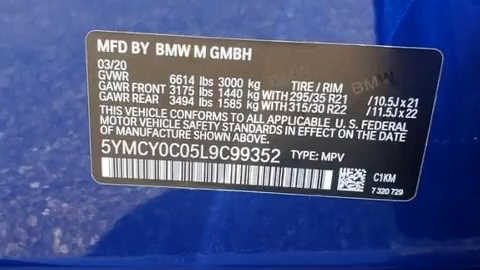 MFD BY BMW M GMBH
03/20
GVWR 6614 lbs 3000 kg TIRE / RIM
GAWR FRONT 3175 lbs 1440 kg WITH 295/35 R21 /10.5J x 21
GAWR REAR 3494 lbs 1585 kg WITH 315/30 R22 /11.5J x 22
THIS VEHICLE CONFORMS TO ALL APPLICABLE U.S. FEDERAL
MOTOR VEHICLE SAFETY STANDARDS IN EFFECT ON THE DATE
OF MANUFACTURE SHOWN ABOVE.
5YMCY0C05L9C99352 TYPE: MPV
C1KM
7 320 729